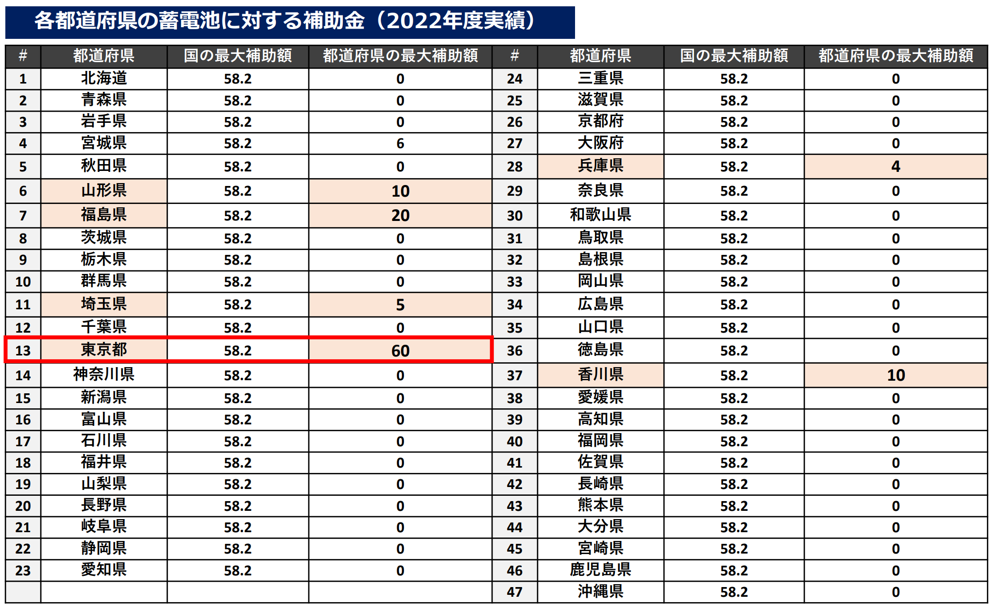 各都道府県の蓄電池に対する補助金（2022年度実績）
# 都道府県 国の最大補助額 都道府県の最大補助額 # 都道府県 国の最大補助額 都道府県の最大補助額
1 北海道 58.2 0 24 三重県 58.2 0
2 青森県 58.2 0 25 滋賀県 58.2 0
3 岩手県 58.2 0 26 京都府 58.2 0
4 宮城県 58.2 6 27 大阪府 58.2 0
5 秋田県 58.2 0 28 兵庫県 58.2 4
6 山形県 58.2 10 29 奈良県 58.2 0
7 福島県 58.2 20 30 和歌山県 58.2 0
8 茨城県 58.2 0 31 鳥取県 58.2 0
9 栃木県 58.2 0 32 島根県 58.2 0
10 群馬県 58.2 0 33 岡山県 58.2 0
11 埼玉県 58.2 5 34 広島県 58.2 0
12 千葉県 58.2 0 35 山口県 58.2 0
13 東京都 58.2 60 36 徳島県 58.2 0
14 神奈川県 58.2 0 37 香川県 58.2 10
15 新潟県 58.2 0 38 愛媛県 58.2 0
16 富山県 58.2 0 39 高知県 58.2 0
17 石川県 58.2 0 40 福岡県 58.2 0
18 福井県 58.2 0 41 佐賀県 58.2 0
19 山梨県 58.2 0 42 長崎県 58.2 0
20 長野県 58.2 0 43 熊本県 58.2 0
21 岐阜県 58.2 0 44 大分県 58.2 0
22 静岡県 58.2 0 45 宮崎県 58.2 0
23 愛知県 58.2 0 46 鹿児島県 58.2 0
47 沖縄県 58.2 0